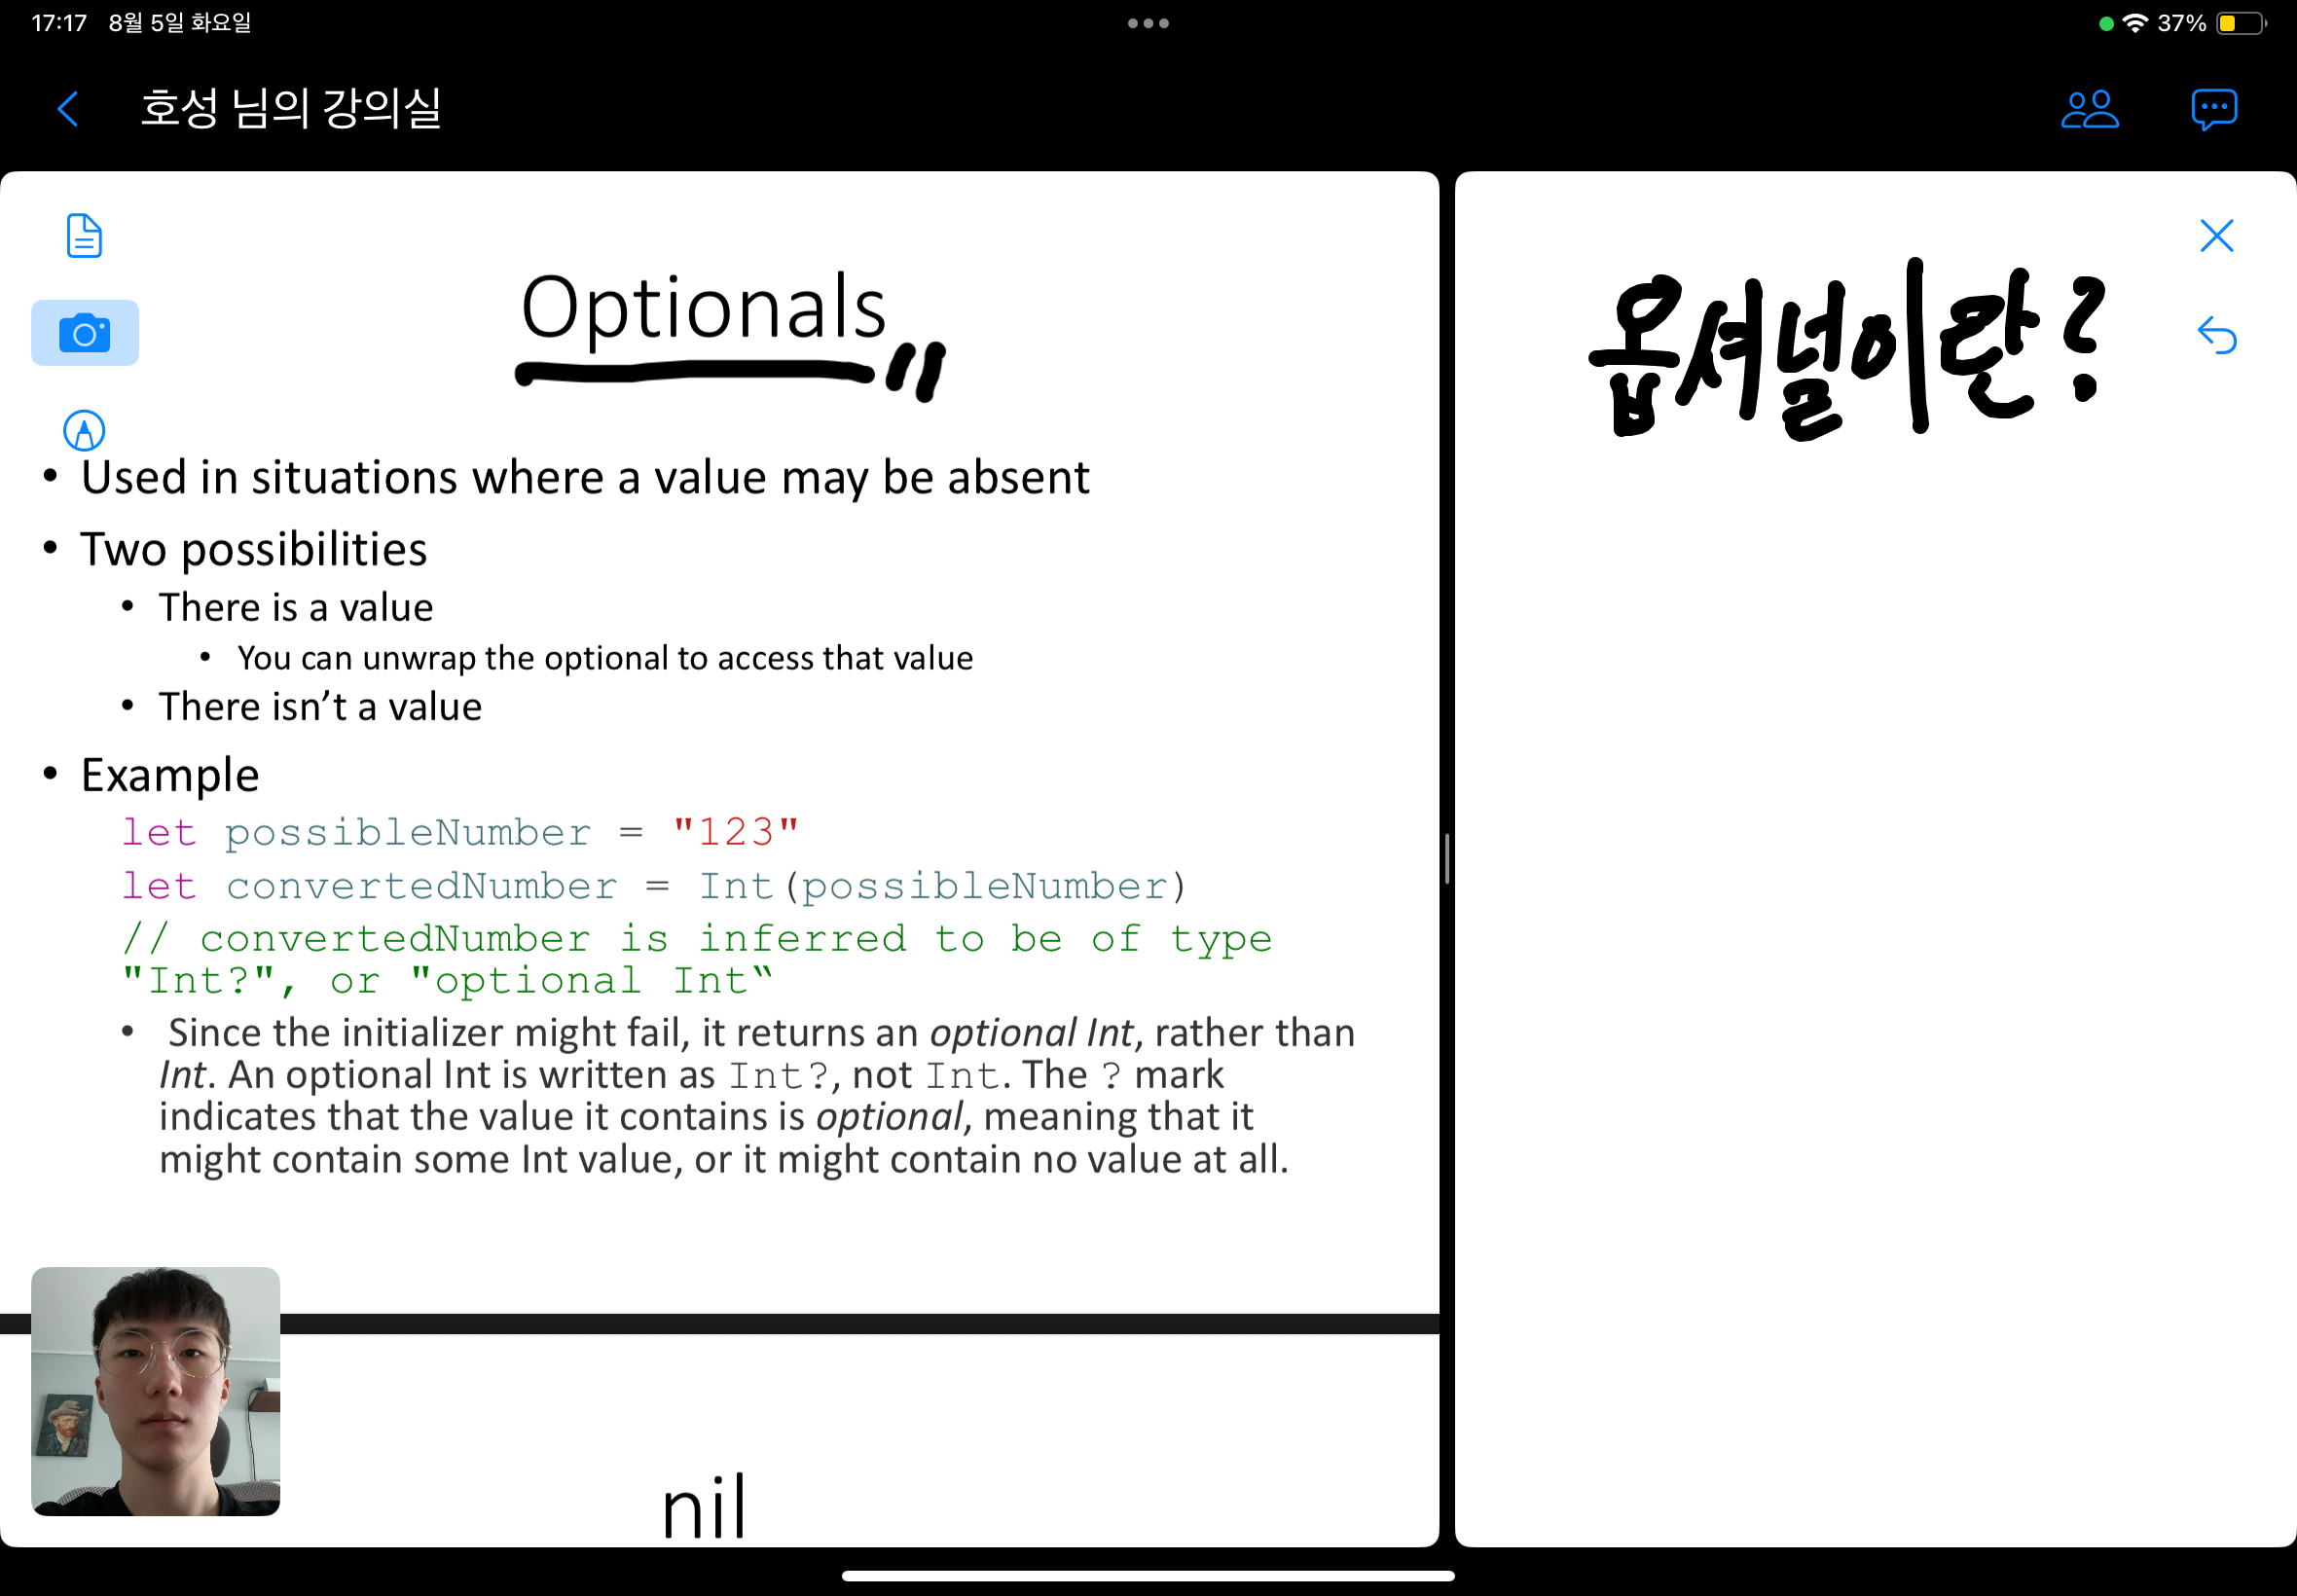 17:17 8월 5일 화요일
37%
호성 님의 강의실
Optionals
• Used in situations where a value may be absent
• Two possibilities
• There is a value
• You can unwrap the optional to access that value
• There isn’t a value
• Example
let possibleNumber = "123"
let convertedNumber = Int(possibleNumber)
// convertedNumber is inferred to be of type
"Int?", or "optional Int“
• Since the initializer might fail, it returns an optional Int, rather than
Int. An optional Int is written as Int?, not Int. The ? mark
indicates that the value it contains is optional, meaning that it
might contain some Int value, or it might contain no value at all.
nil
옵셔널이란?